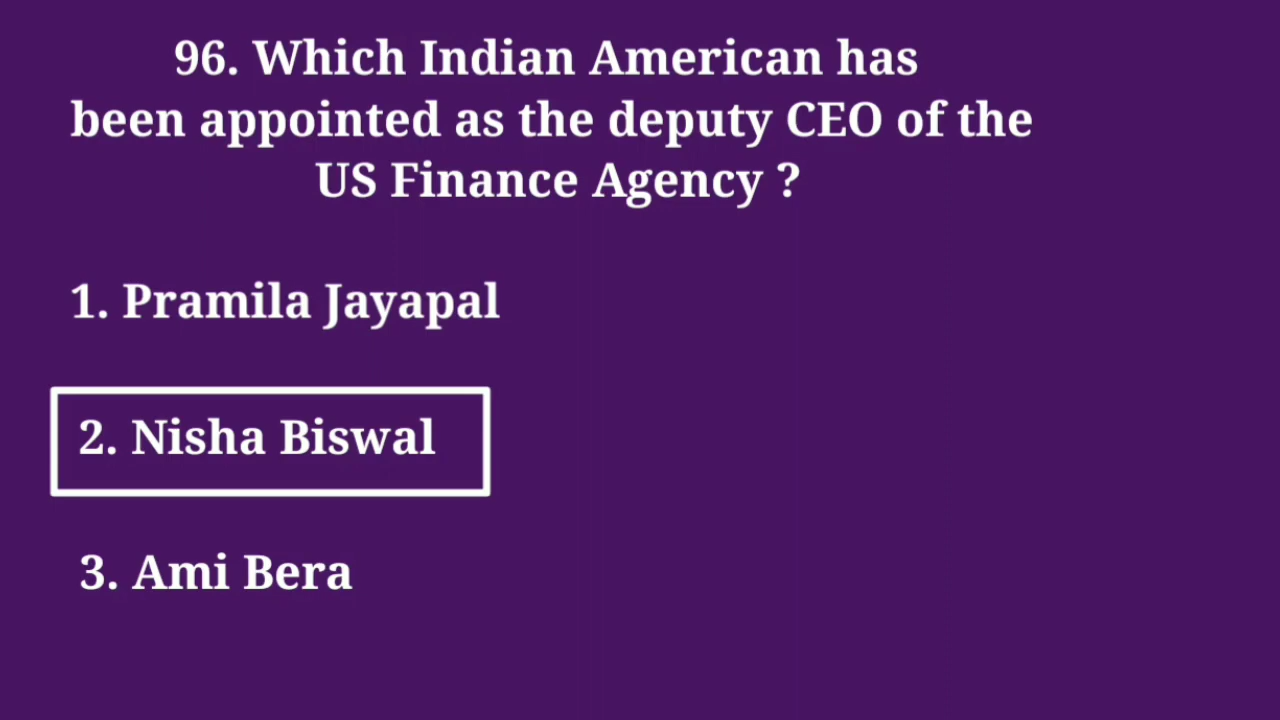 96. Which Indian American has
been appointed as the deputy CEO of the
US Finance Agency ?
1. Pramila Jayapal
2. Nisha Biswal
3. Ami Bera